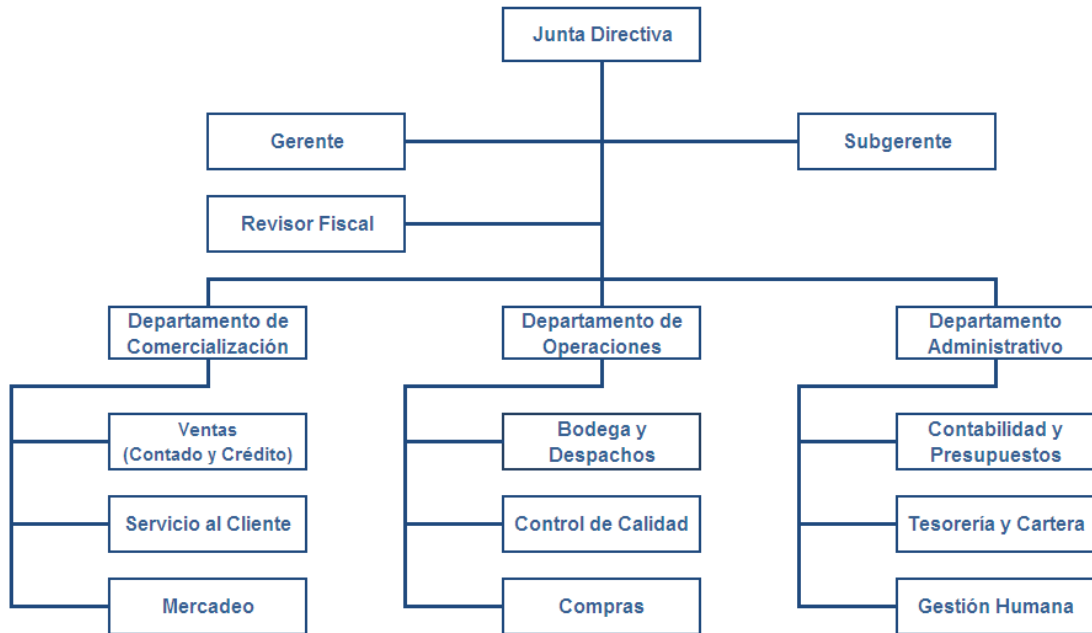 Junta Directiva
Gerente
Subgerente
Revisor Fiscal
Departamento de
Comercialización
Departamento de
Operaciones
Departamento
Administrativo
Ventas
(Contado y Crédito)
Bodega y
Despachos
Contabilidad y
Presupuestos
Servicio al Cliente
Control de Calidad
Tesorería y Cartera
Mercadeo
Compras
Gestión Humana